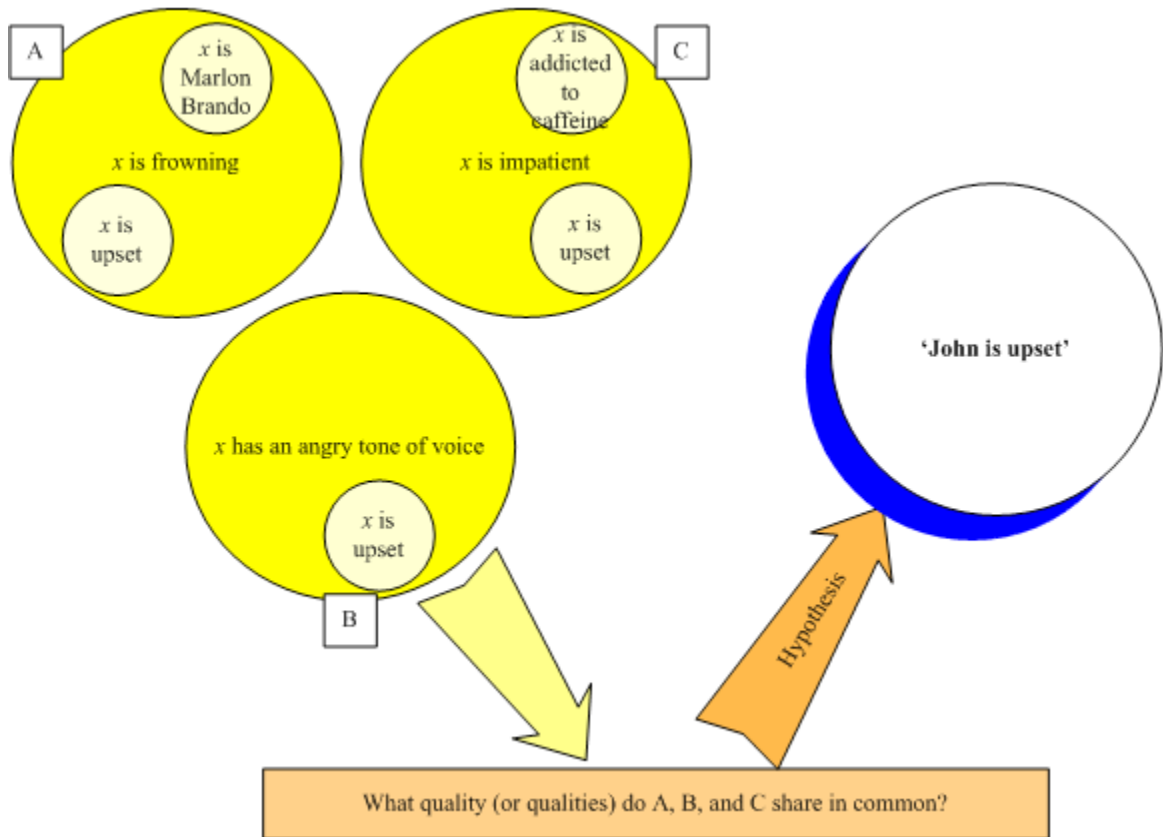 A
x is
Marlon
Brando
x is frowning
x is
upset
C
x is
addicted
to
caffeine
x is impatient
x is
upset
x has an angry tone of voice
x is
upset
B
‘John is upset’
Hypothesis
What quality (or qualities) do A, B, and C share in common?